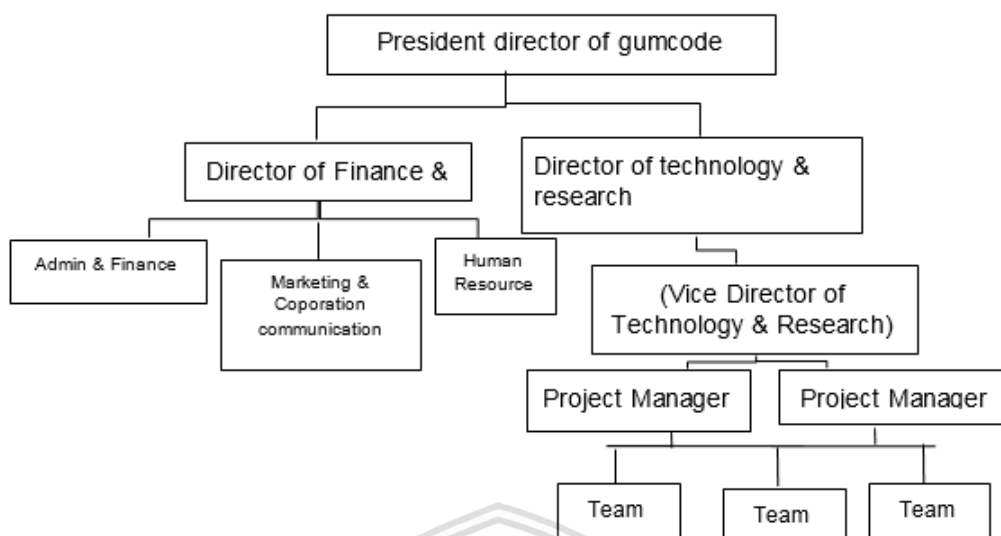 President director of gumcode
Director of Finance &
Director of technology &
research
Admin & Finance
Marketing &
Coporation
communication
Human
Resource
(Vice Director of
Technology & Research)
Project Manager
Project Manager
Team
Team
Team